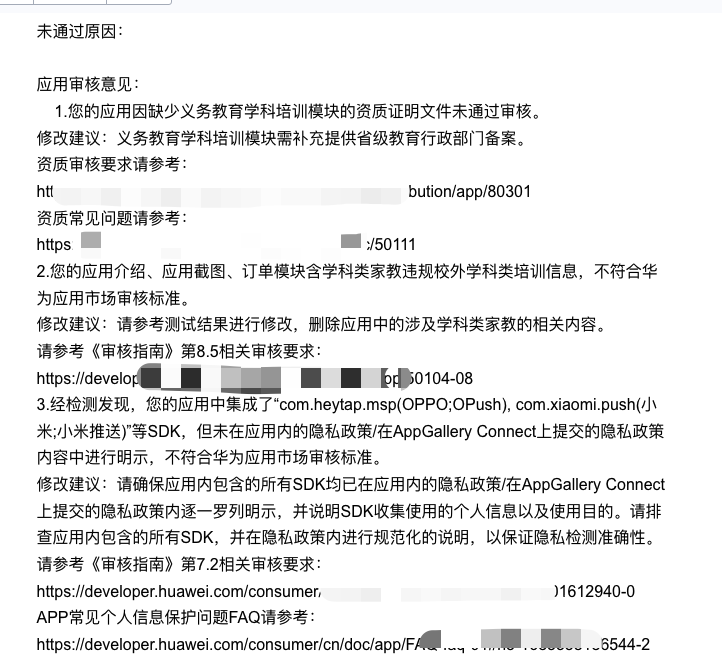 未通过原因：
应用审核意见：
1.您的应用因缺少义务教育学科培训模块的资质证明文件未通过审核。
修改建议：义务教育学科培训模块需补充提供省级教育行政部门备案。
资质审核要求请参考：
bution/app/80301
资质常见问题请参考：
https /50111
2.您的应用介绍、应用截图、订单模块含学科类家教违规校外学科类培训信息，不符合华
为应用市场审核标准。
修改建议：请参考测试结果进行修改，删除应用中的涉及学科类家教的相关内容。
请参考《审核指南》第8.5相关审核要求：
https://develop 50104-08
3.经检测发现，您的应用中集成了“com.heytap.msp(OPPO;OPush), com.xiaomi.push(小
米;小米推送)”等SDK，但未在应用内的隐私政策/在AppGallery Connect上提交的隐私政策
内容中进行明示，不符合华为应用市场审核标准。
修改建议：请确保应用内包含的所有SDK均已在应用内的隐私政策/在AppGallery Connect
上提交的隐私政策内逐一罗列明示，并说明SDK收集使用的个人信息以及使用目的。请排
查应用内包含的所有SDK，并在隐私政策内进行规范化的说明，以保证隐私检测准确性。
请参考《审核指南》第7.2相关审核要求：
https://developer.huawei.com/consumer/ 01612940-0
APP常见个人信息保护问题FAQ请参考：
https://developer.huawei.com/consumer/cn/doc/app/FAQ 6544-2